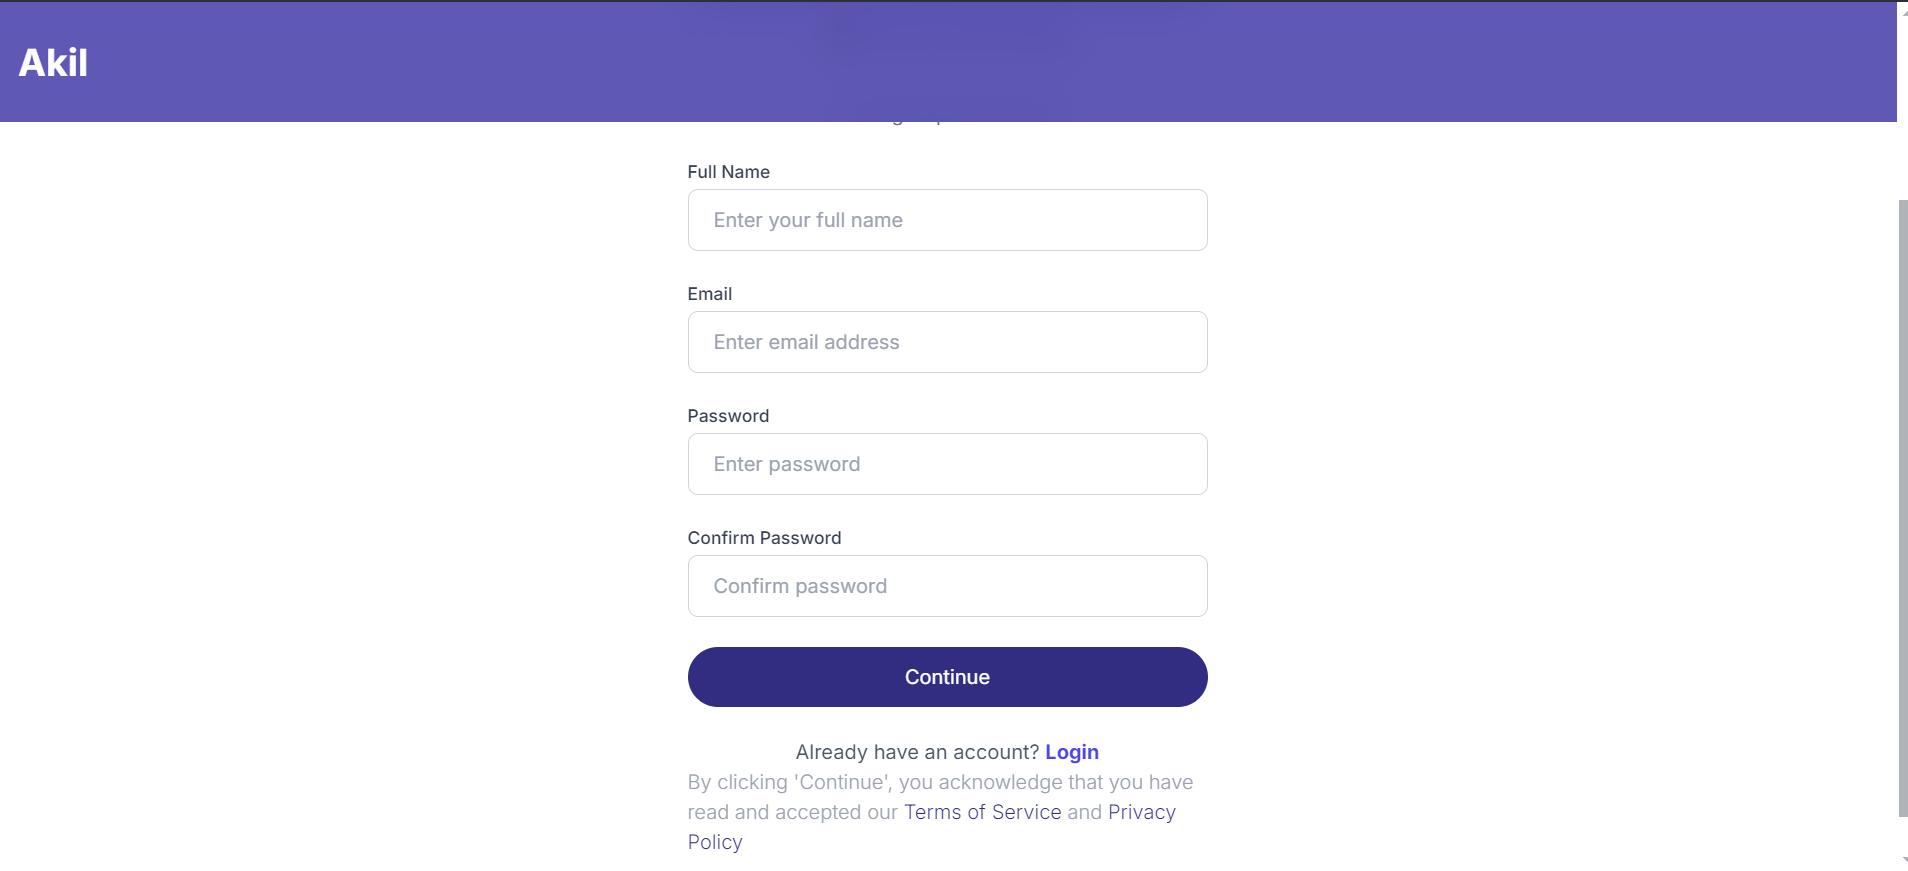 Akil
Full Name
Enter your full name
Email
Enter email address
Password
Enter password
Confirm Password
Confirm password
Continue
Already have an account? Login
By clicking 'Continue', you acknowledge that you have
read and accepted our Terms of Service and Privacy
Policy